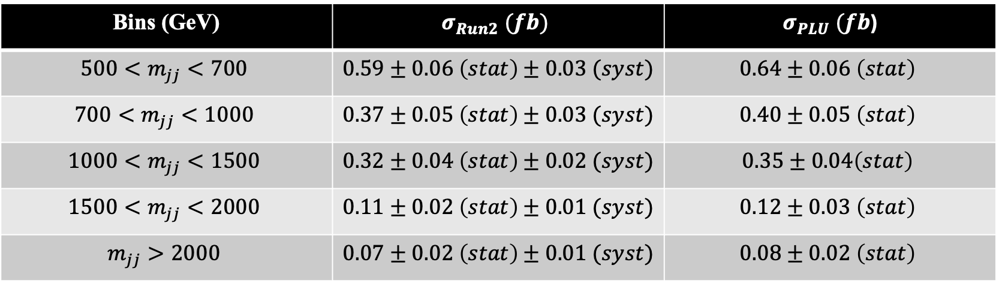 Bins (GeV) σ_Run2 (fb) σ_PLU (fb)
500 < m_jj < 700 0.59 ± 0.06 (stat) ± 0.03 (syst) 0.64 ± 0.06 (stat)
700 < m_jj < 1000 0.37 ± 0.05 (stat) ± 0.03 (syst) 0.40 ± 0.05 (stat)
1000 < m_jj < 1500 0.32 ± 0.04 (stat) ± 0.02 (syst) 0.35 ± 0.04(stat)
1500 < m_jj < 2000 0.11 ± 0.02 (stat) ± 0.01 (syst) 0.12 ± 0.03 (stat)
m_jj > 2000 0.07 ± 0.02 (stat) ± 0.01 (syst) 0.08 ± 0.02 (stat)